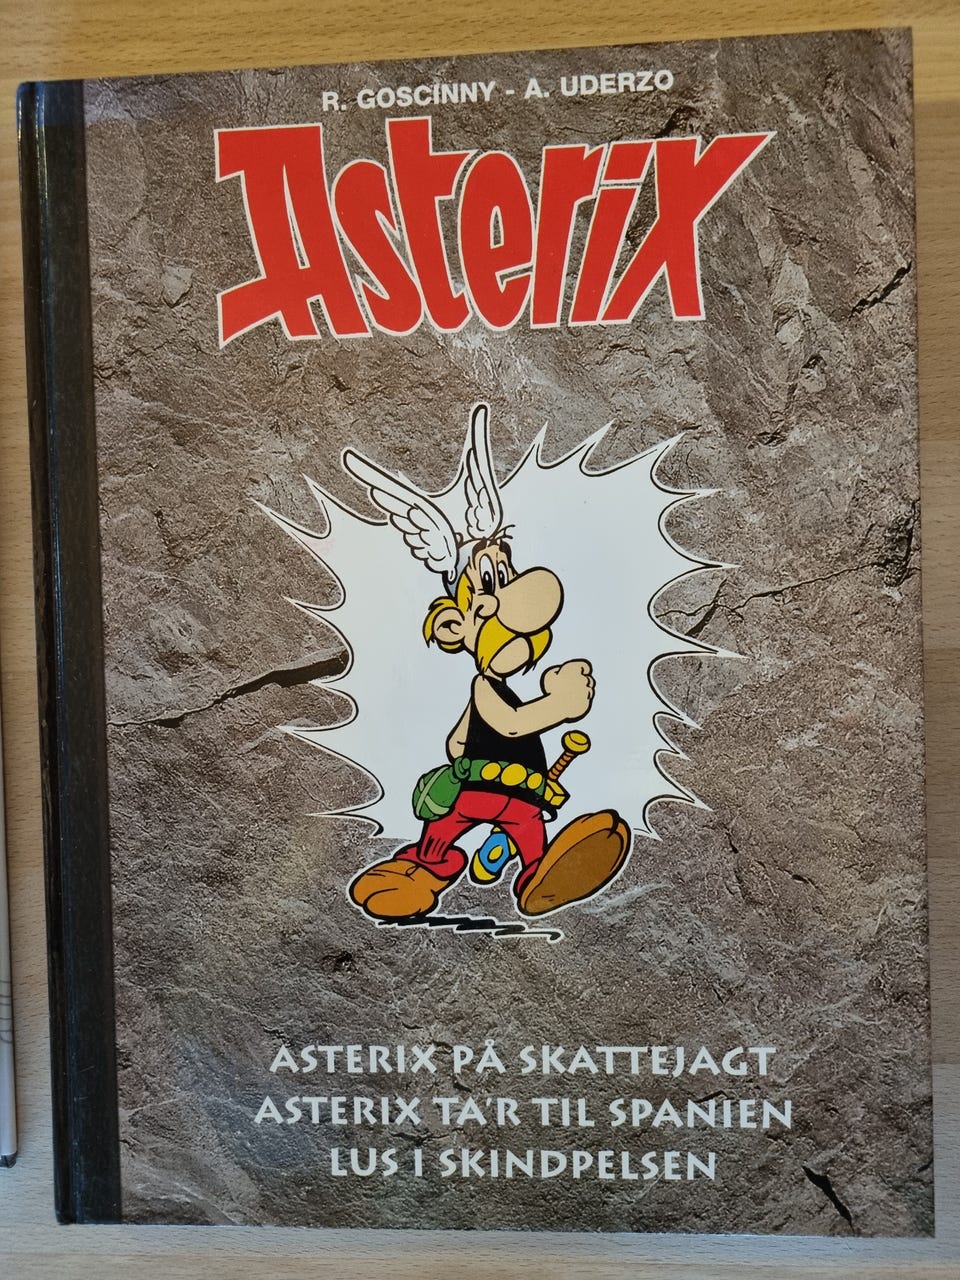 R. GOSCINNY - A. UDERZO
Asterix
ASTERIX PÅ SKATTEJAGT
ASTERIX TA'R TIL SPANIEN
LUS I SKINDPELSEN